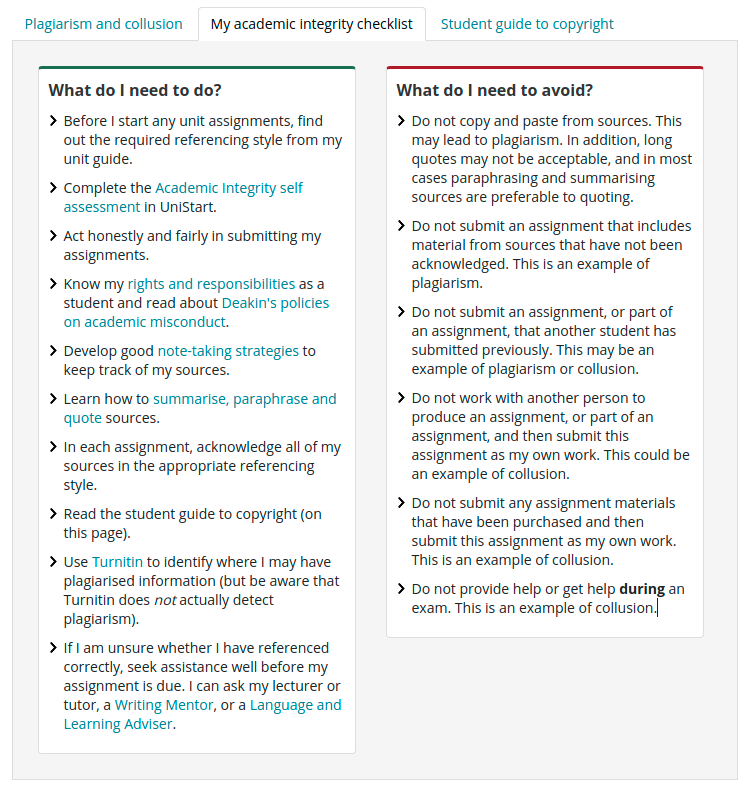 Plagiarism and collusion
My academic integrity checklist
Student guide to copyright
What do I need to do?
Before I start any unit assignments, find
out the required referencing style from my
unit guide.
Complete the Academic Integrity self
assessment in UniStart.
Act honestly and fairly in submitting my
assignments.
Know my rights and responsibilities as a
student and read about Deakin's policies
on academic misconduct.
Develop good note-taking strategies to
keep track of my sources.
Learn how to summarise, paraphrase and
quote sources.
In each assignment, acknowledge all of my
sources in the appropriate referencing
style.
Read the student guide to copyright (on
this page).
Use Turnitin to identify where I may have
plagiarised information (but be aware that
Turnitin does not actually detect
plagiarism).
If I am unsure whether I have referenced
correctly, seek assistance well before my
assignment is due. I can ask my lecturer or
tutor, a Writing Mentor, or a Language and
Learning Adviser.
What do I need to avoid?
Do not copy and paste from sources. This
may lead to plagiarism. In addition, long
quotes may not be acceptable, and in most
cases paraphrasing and summarising
sources are preferable to quoting.
Do not submit an assignment that includes
material from sources that have not been
acknowledged. This is an example of
plagiarism.
Do not submit an assignment, or part of
an assignment, that another student has
submitted previously. This may be an
example of plagiarism or collusion.
Do not work with another person to
produce an assignment, or part of an
assignment, and then submit this
assignment as my own work. This could be
an example of collusion.
Do not submit any assignment materials
that have been purchased and then
submit this assignment as my own work.
This is an example of collusion.
Do not provide help or get help during an
exam. This is an example of collusion.